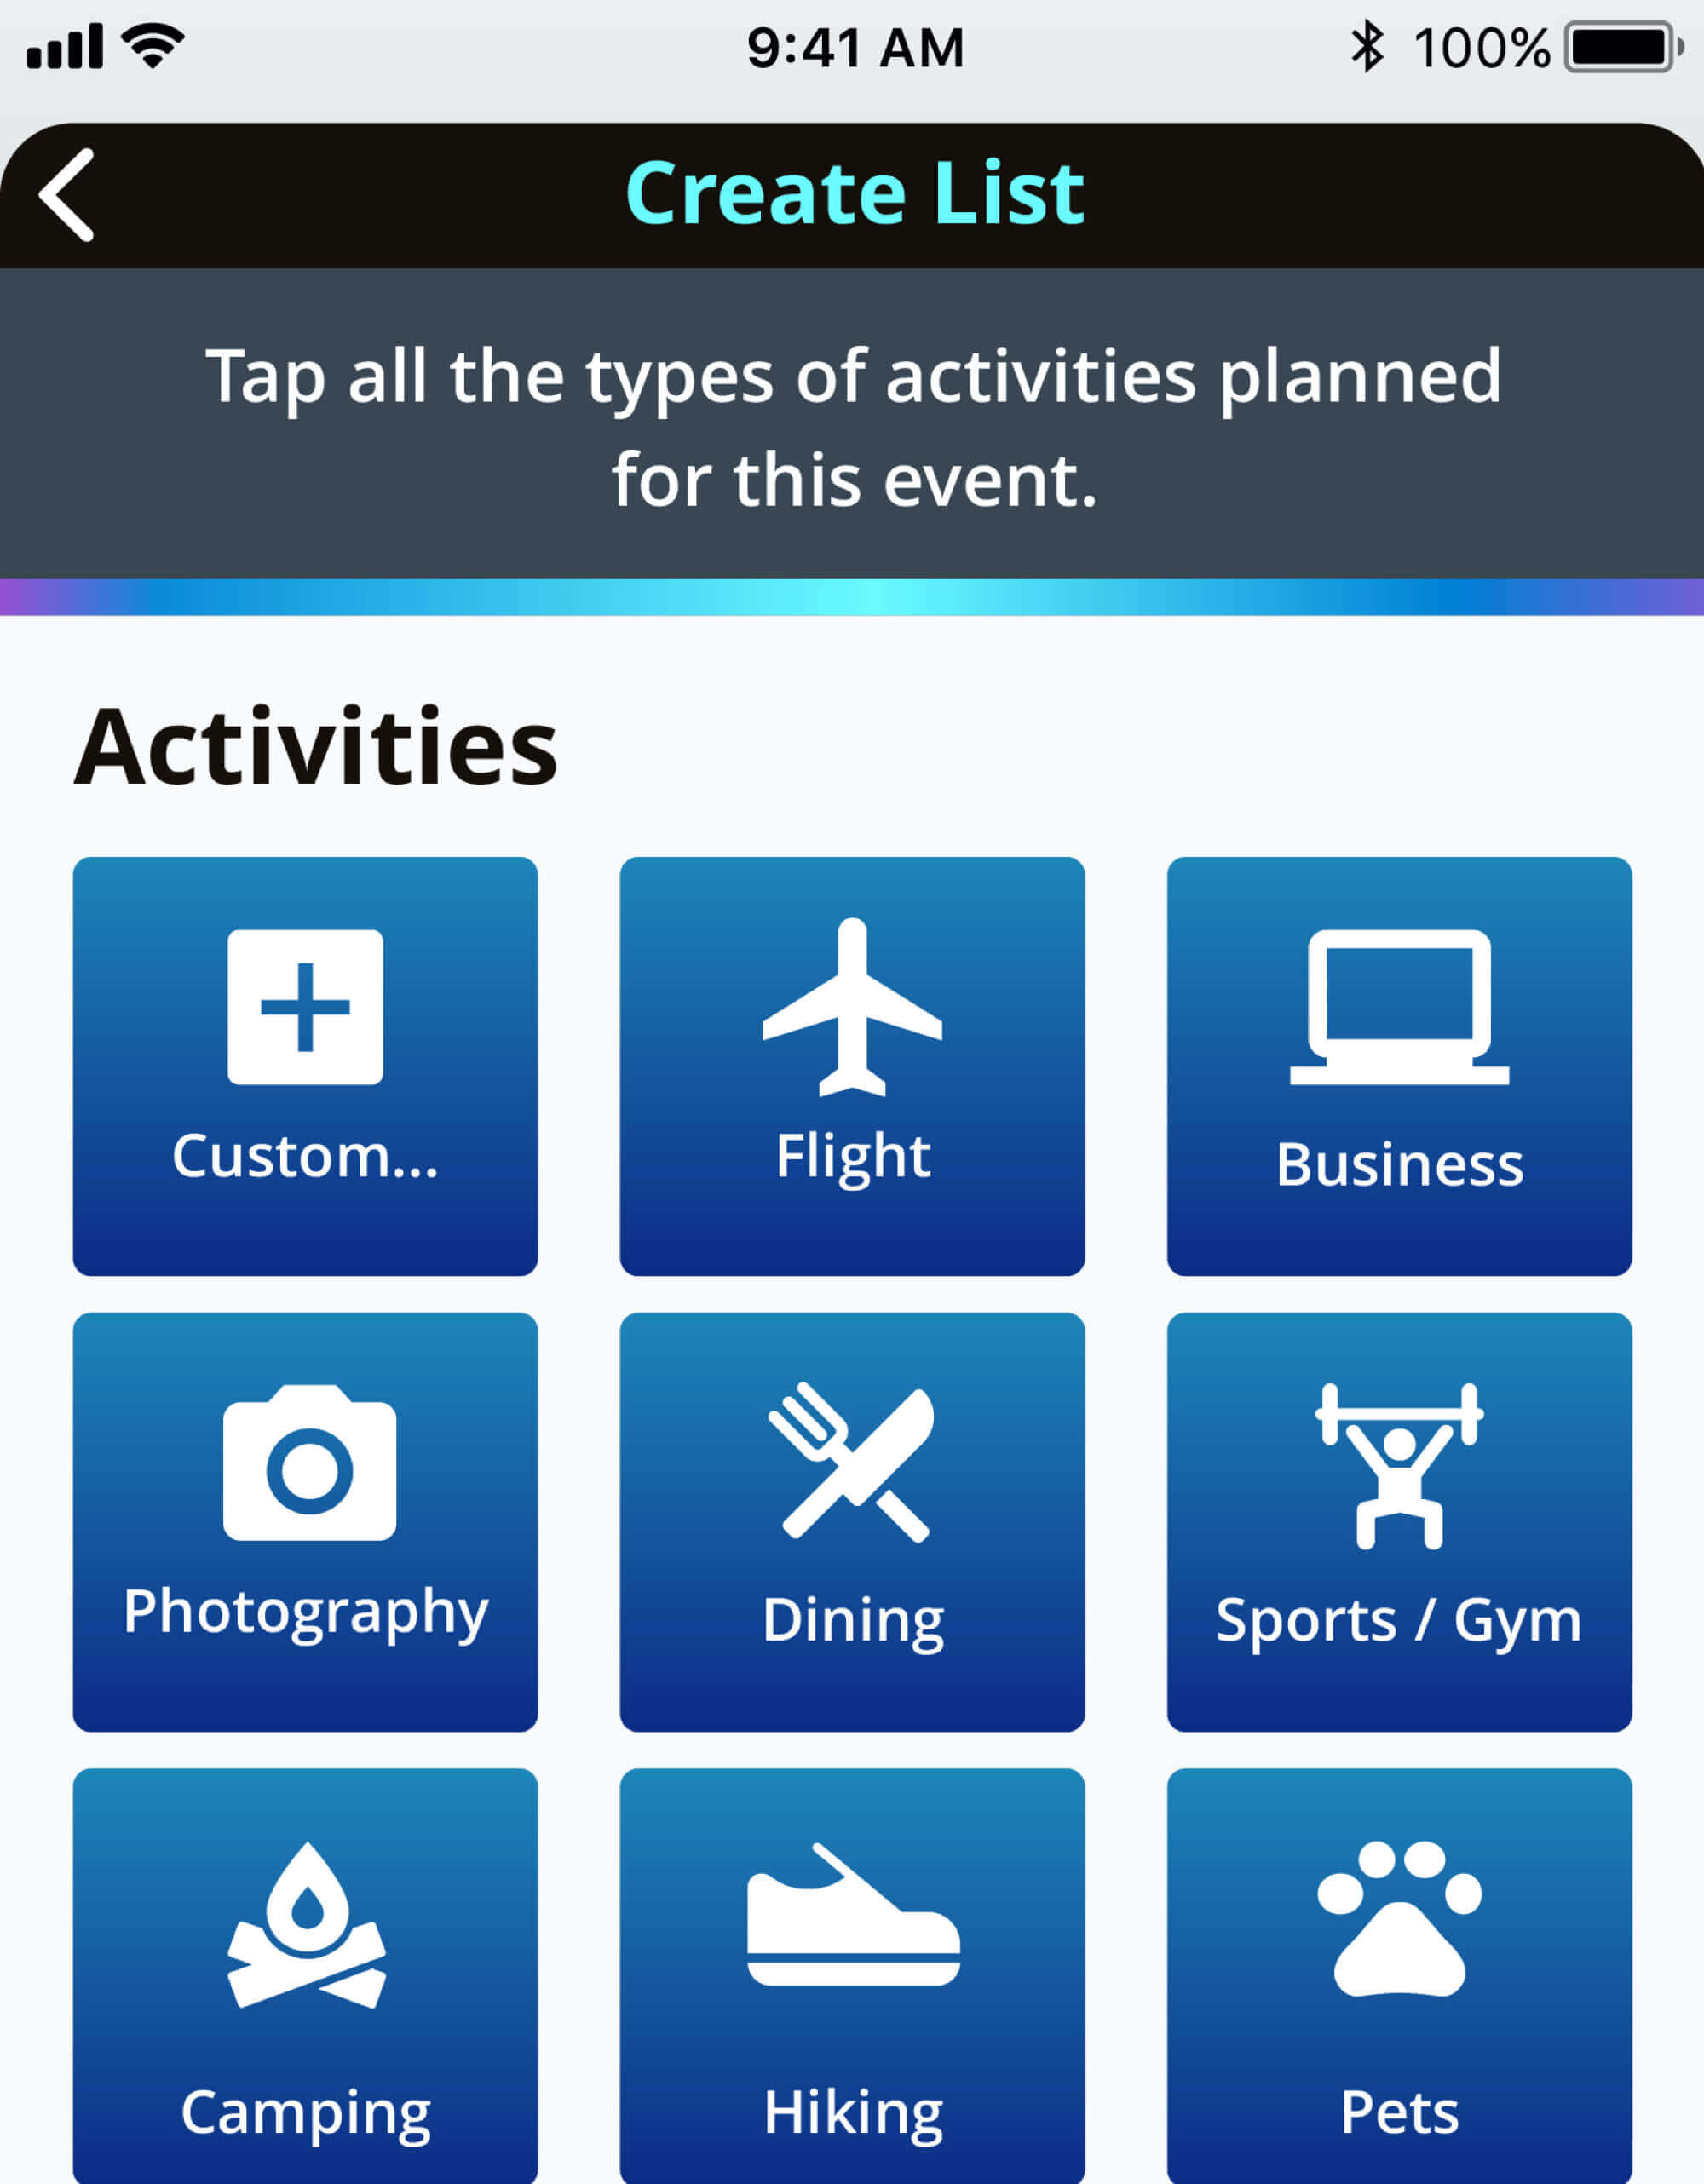 9:41 AM
100%
Create List
Tap all the types of activities planned
for this event.
Activities
Custom...
Flight
Business
Photography
Dining
Sports / Gym
Camping
Hiking
Pets